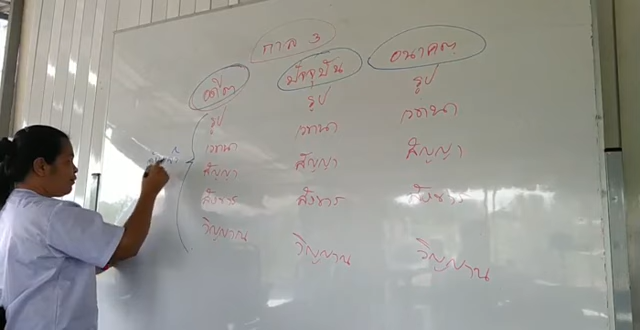 กาล 3
อดีต ปัจจุบัน อนาคต
รูป รูป รูป
เวทนา เวทนา เวทนา
สัญญา สัญญา สัญญา
สังขาร สังขาร สังขาร
วิญญาณ วิญญาณ วิญญาณ